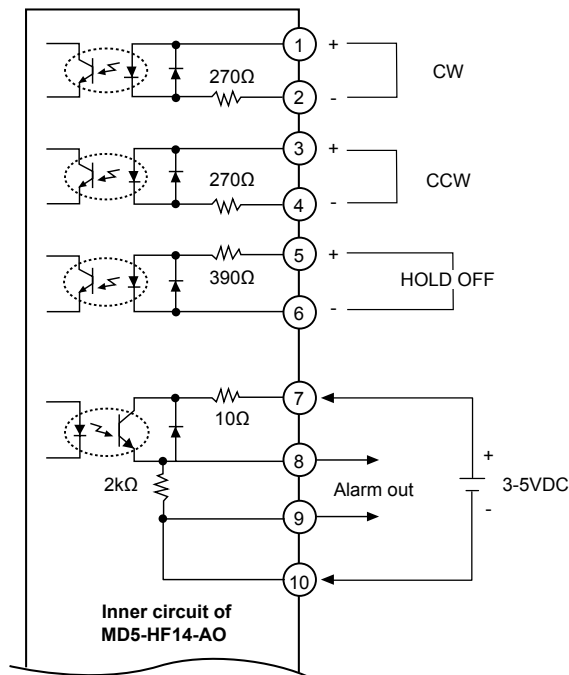 1 + CW
270Ω
2 -
3 + CCW
270Ω
4 -
5 +
390Ω
HOLD OFF
6 -
7
10Ω
+
8
2kΩ
Alarm out
3-5VDC
9
-
10
Inner circuit of
MD5-HF14-AO